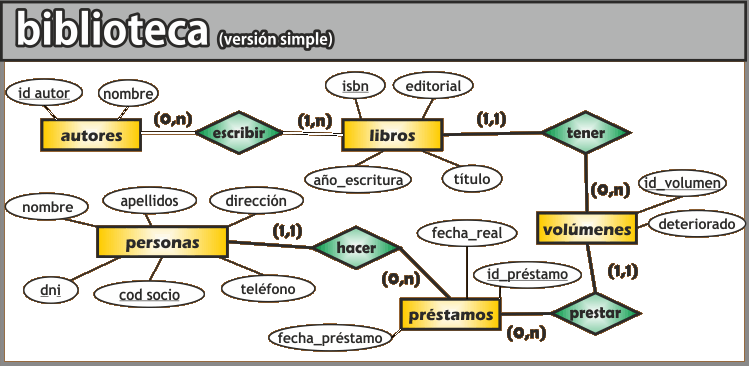 biblioteca (versión simple)
id autor
nombre
isbn
editorial
autores
(0,n)
escribir
(1,n)
libros
(1,1)
tener
año_escritura
título
(0,n)
id_volumen
nombre
apellidos
dirección
volúmenes
deteriorado
personas
(1,1)
hacer
fecha_real
(1,1)
dni
cod socio
teléfono
(0,n)
id_préstamo
préstamos
(0,n)
prestar
fecha_préstamo